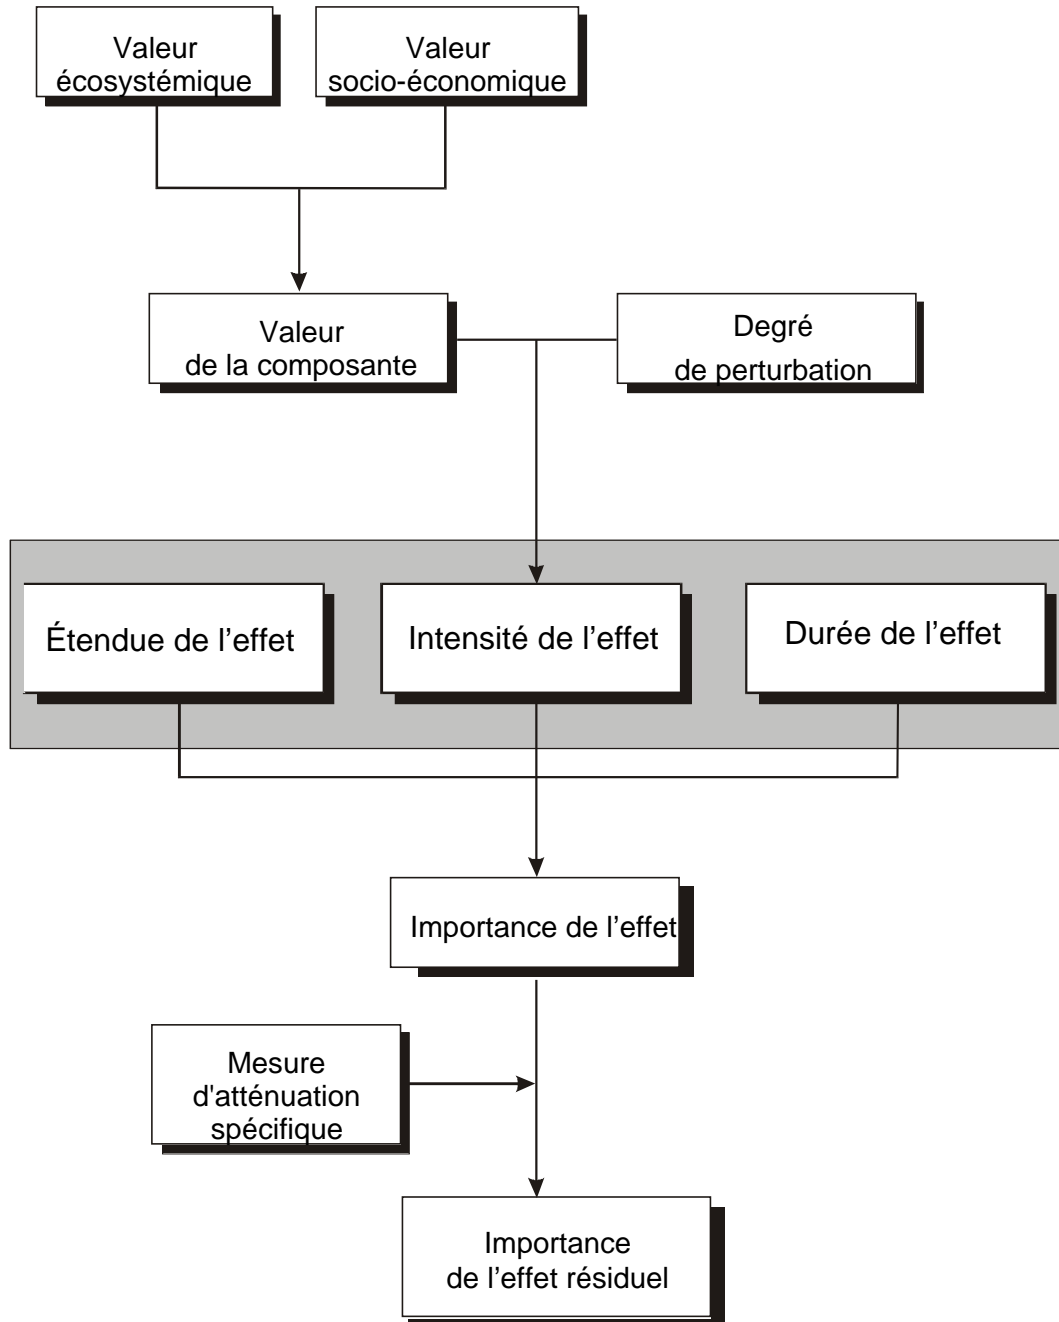 Valeur
écosystémique
Valeur
socio-économique
Valeur
de la composante
Degré
de perturbation
Étendue de l’effet
Intensité de l’effet
Durée de l’effet
Importance de l’effet
Mesure
d'atténuation
spécifique
Importance
de l’effet résiduel